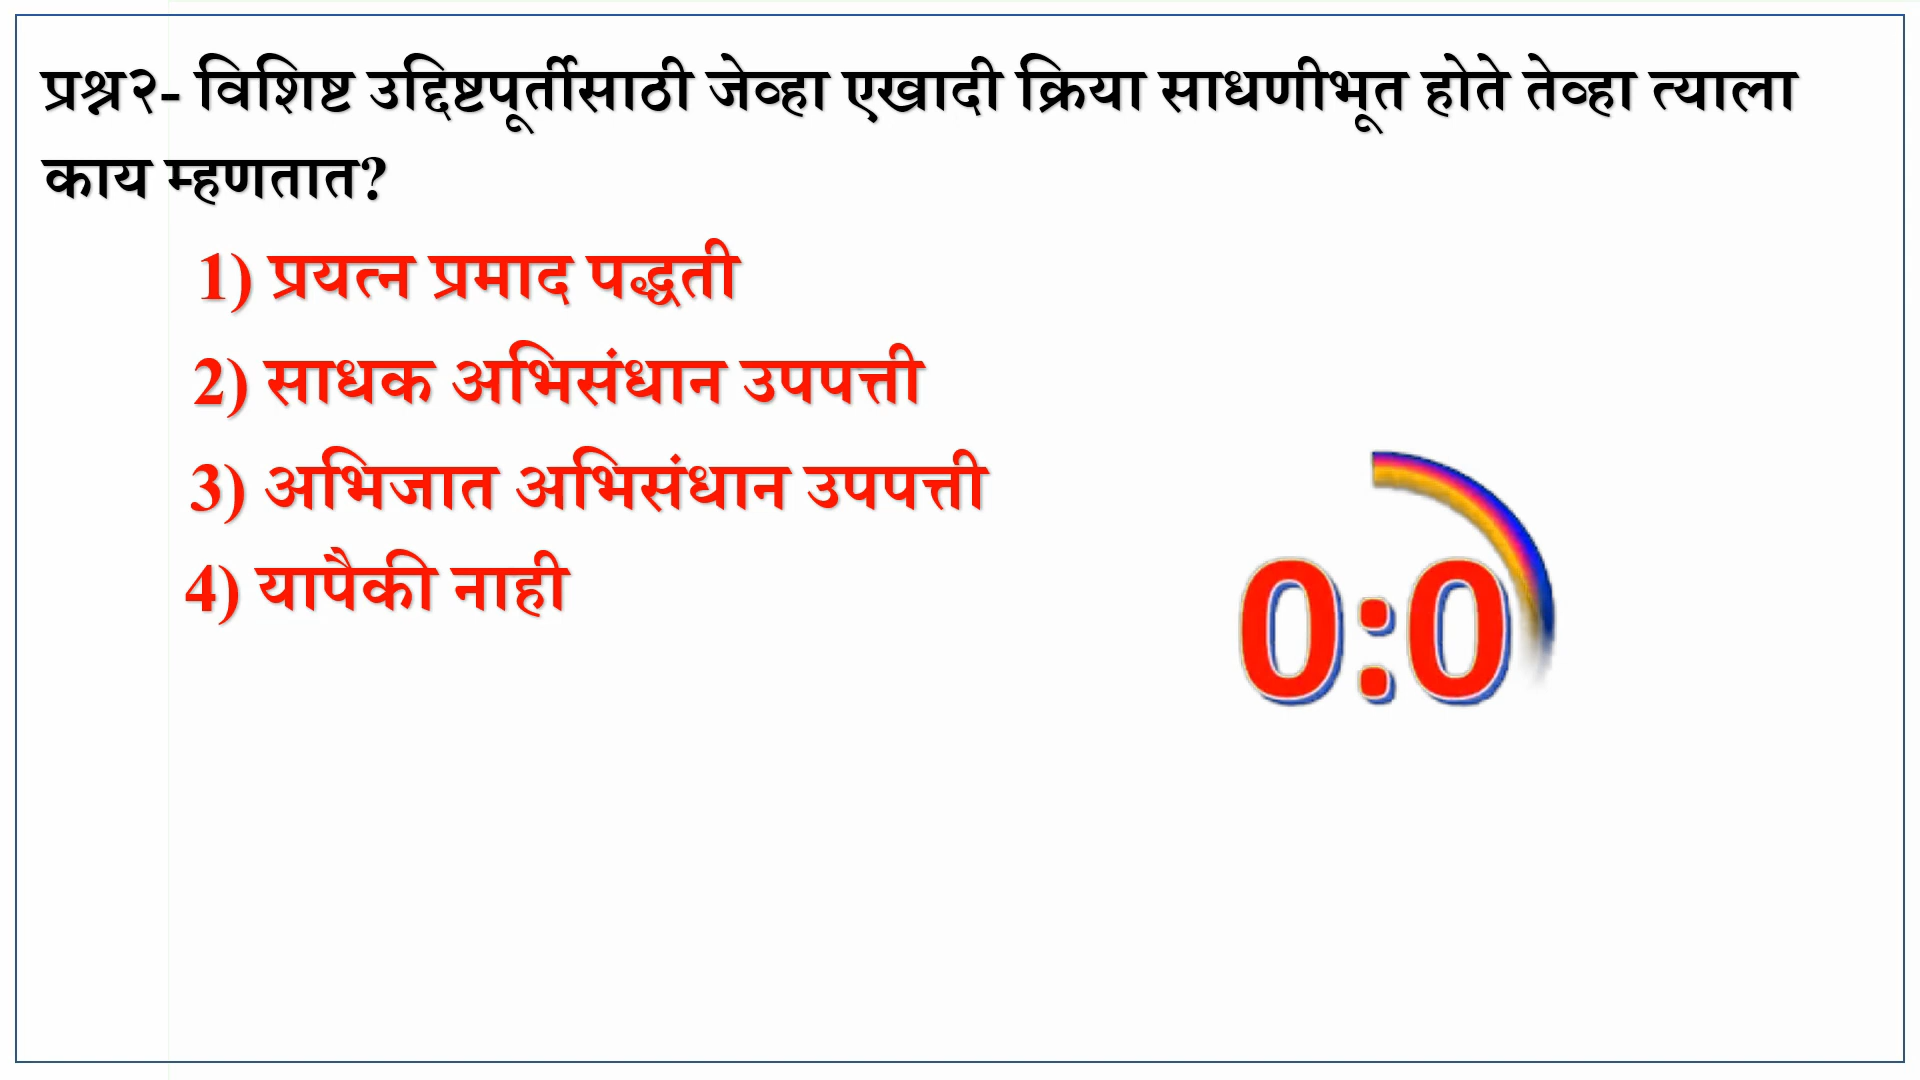 प्रश्न२- विशिष्ट उद्दिष्टपूर्तीसाठी जेव्हा एखादी क्रिया साधणीभूत होते तेव्हा त्याला
काय म्हणतात?
1) प्रयत्न प्रमाद पद्धती
2) साधक अभिसंधान उपपत्ती
3) अभिजात अभिसंधान उपपत्ती
4) यापैकी नाही
0:0